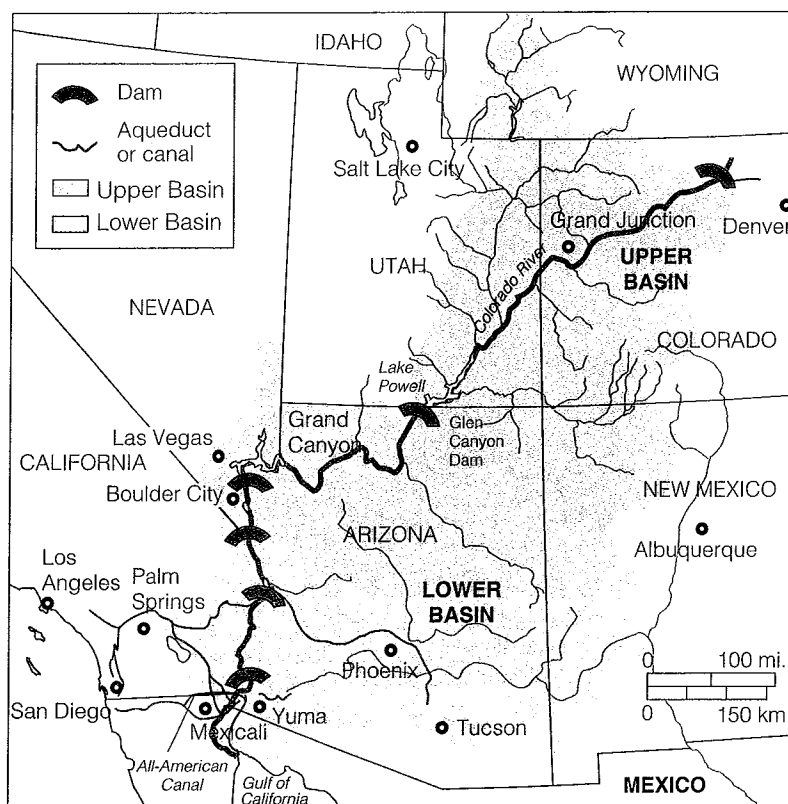 IDAHO
WYOMING
Dam
Aqueduct
or canal
Upper Basin
Lower Basin
Salt Lake City
Denver
Grand Junction
UPPER
BASIN
Colorado River
UTAH
NEVADA
COLORADO
Lake
Powell
Grand
Canyon
Glen
Canyon
Dam
Las Vegas
CALIFORNIA
Boulder City
NEW MEXICO
ARIZONA
Albuquerque
Los
Angeles
Palm
Springs
LOWER
BASIN
Phoenix
0 100 mi.
0 150 km
San Diego
Mexicali
Yuma
Tucson
All-American
Canal
Gulf of
California
MEXICO